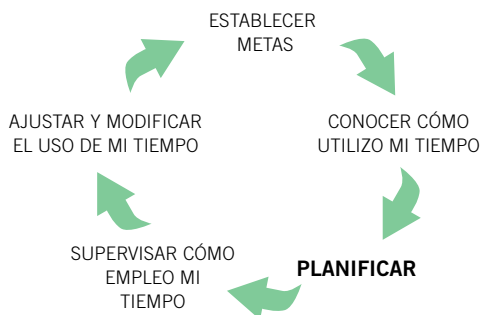 ESTABLECER
METAS
CONOCER CÓMO
UTILIZO MI TIEMPO
PLANIFICAR
SUPERVISAR CÓMO
EMPLEO MI
TIEMPO
AJUSTAR Y MODIFICAR
EL USO DE MI TIEMPO